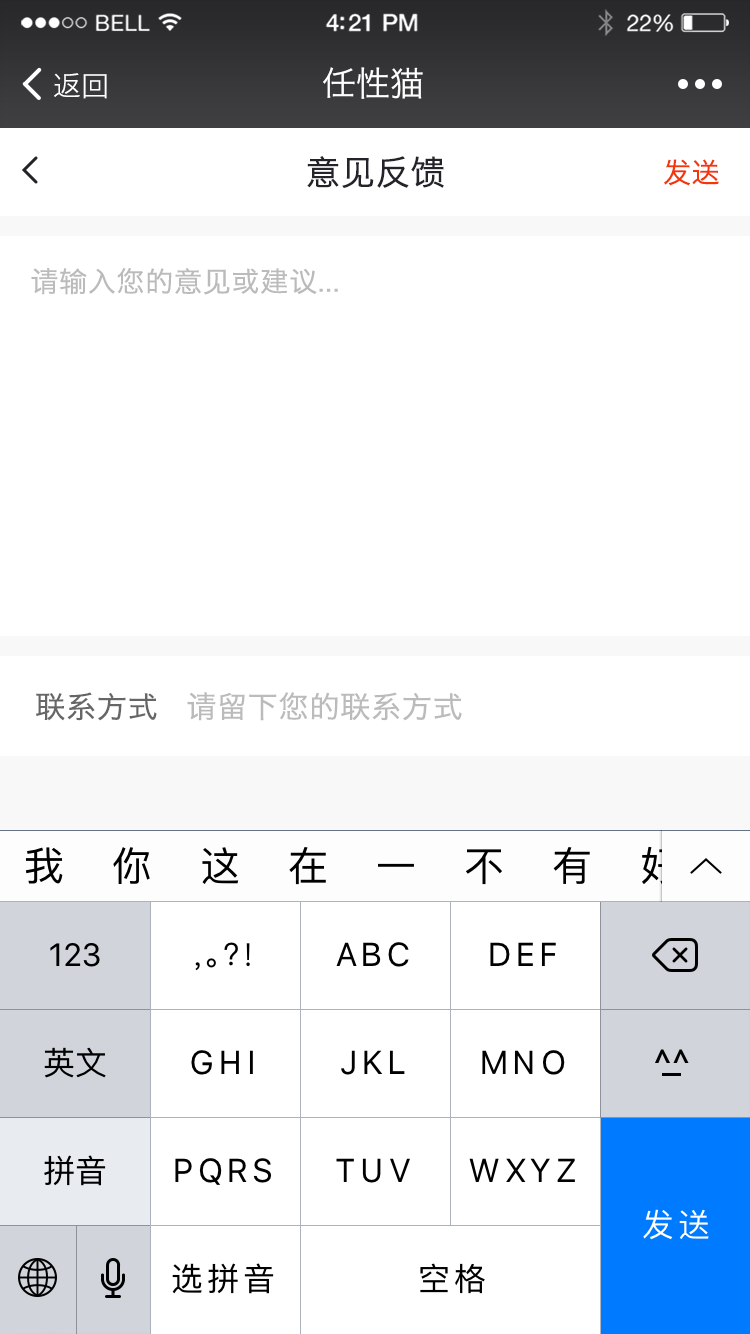 BELL 4:21 PM 22%
返回 任性猫
意见反馈 发送
请输入您的意见或建议...
联系方式 请留下您的联系方式
我 你 这 在 一 不 有 好
123 ,。?! ABC DEF
英文 GHI JKL MNO ^^
拼音 PQRS TUV WXYZ
发送
选拼音 空格